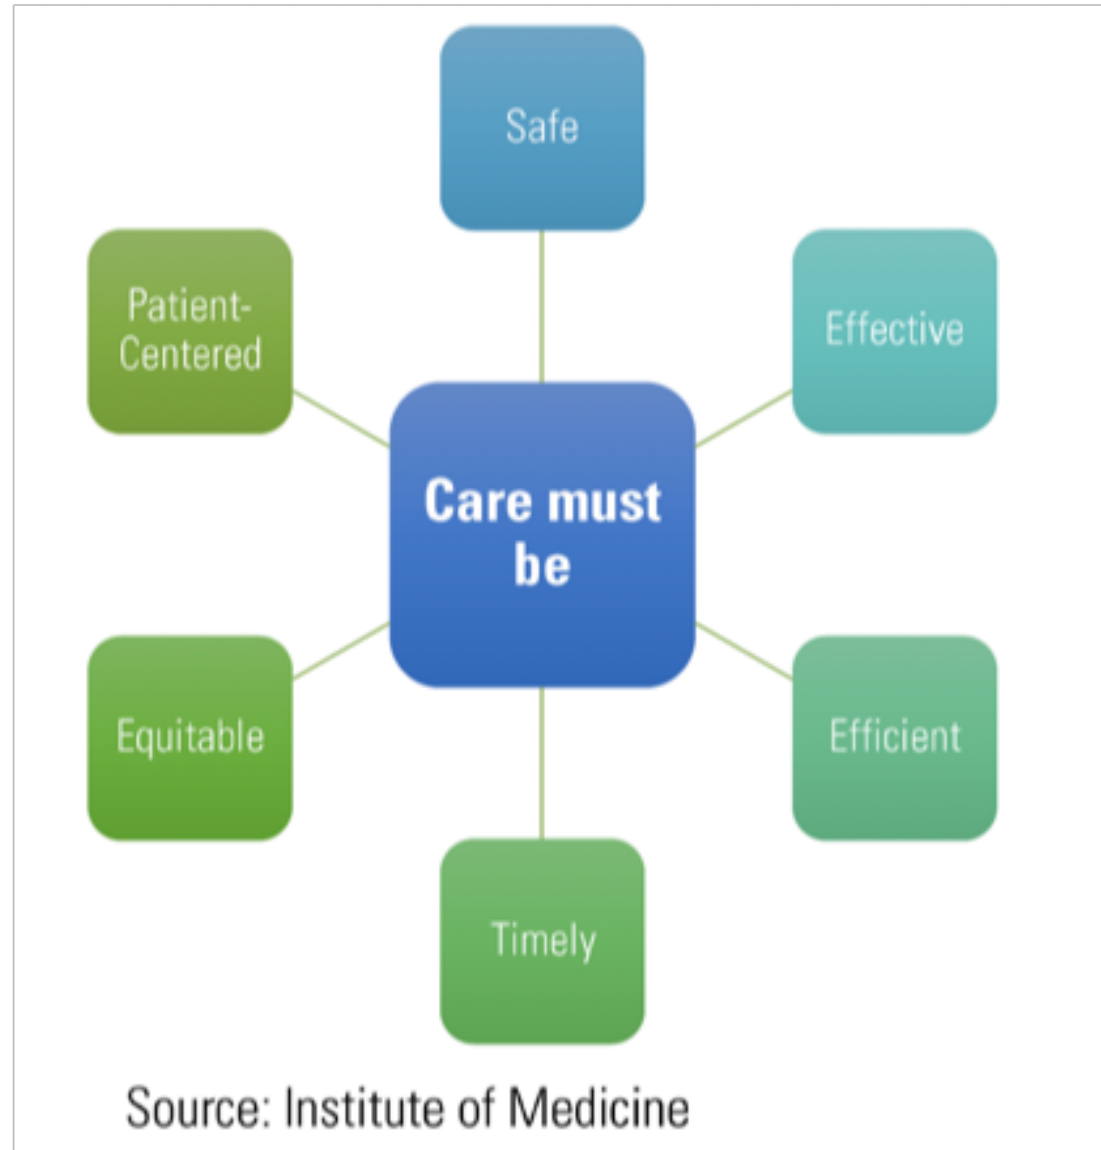 Safe
Effective
Efficient
Timely
Equitable
Patient-
Centered
Care must
be
Source: Institute of Medicine